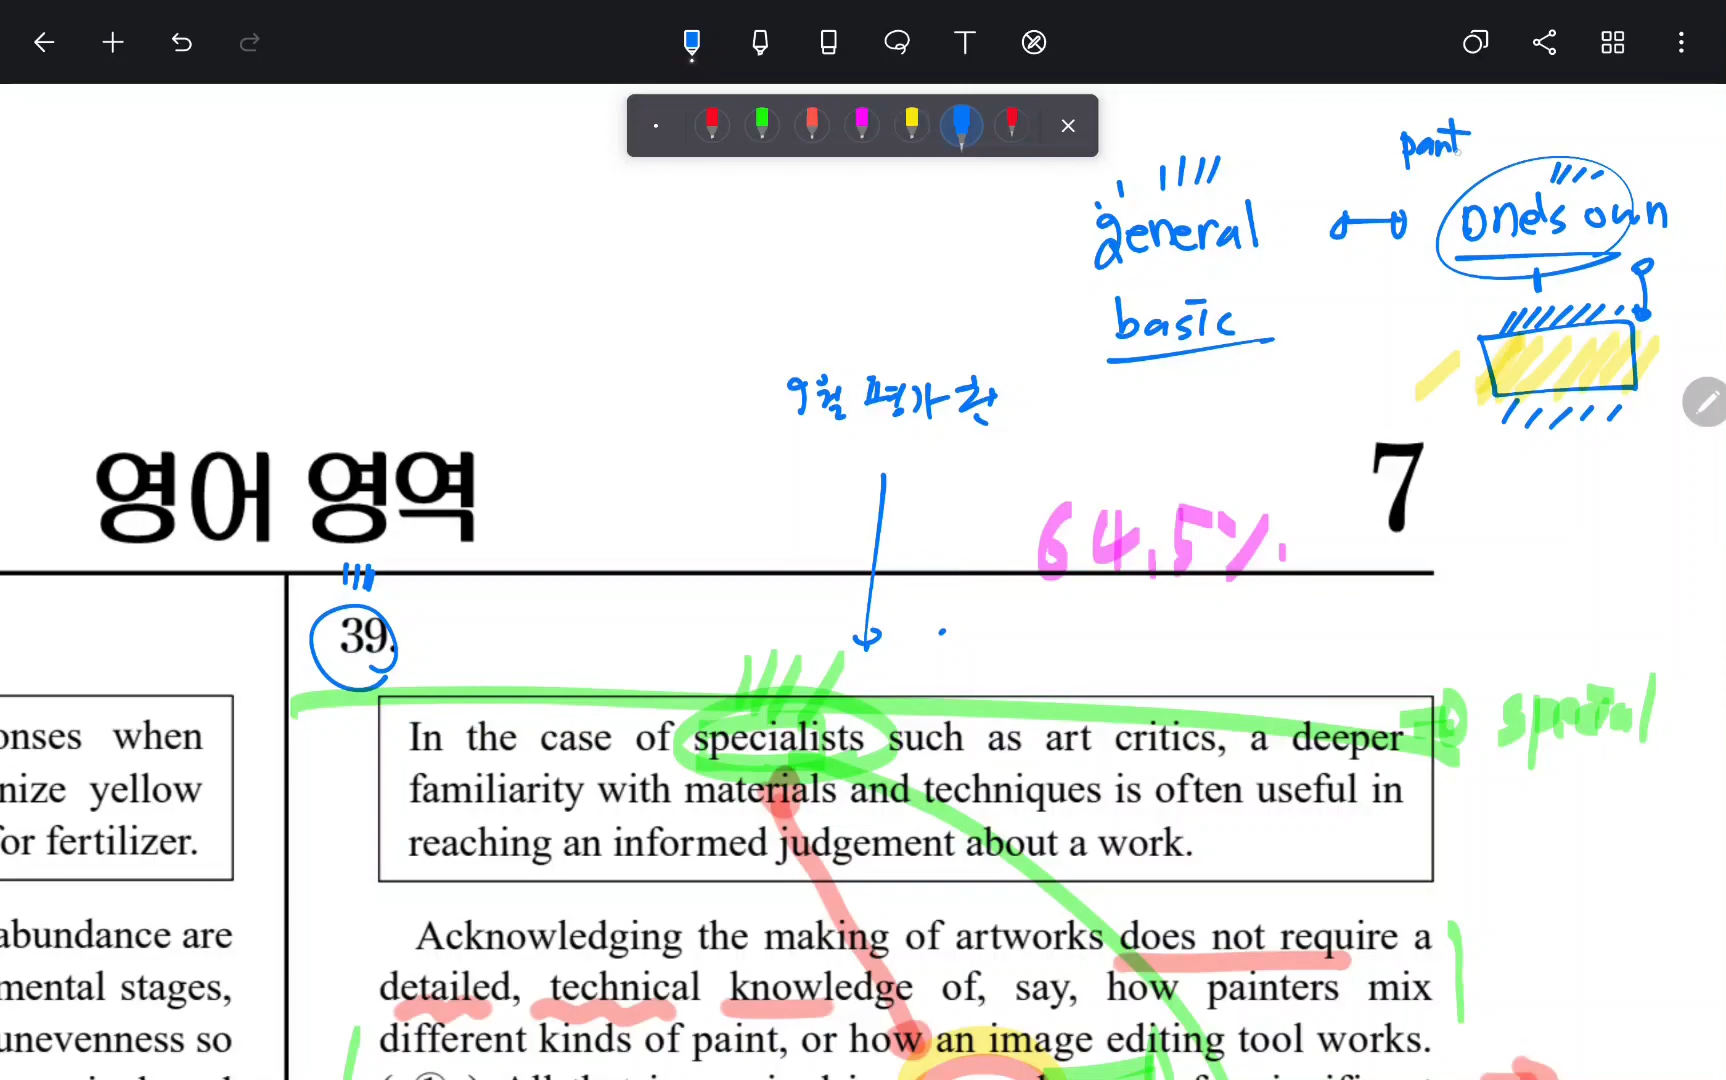 part
general
one's own
basic
9월 평가원
영어 영역
7
64.5%
39.
In the case of specialists such as art critics, a deeper
familiarity with materials and techniques is often useful in
reaching an informed judgement about a work.
special
onses when
nize yellow
or fertilizer.
Acknowledging the making of artworks does not require a
detailed, technical knowledge of, say, how painters mix
different kinds of paint, or how an image editing tool works.
abundance are
mental stages,
unevenness so